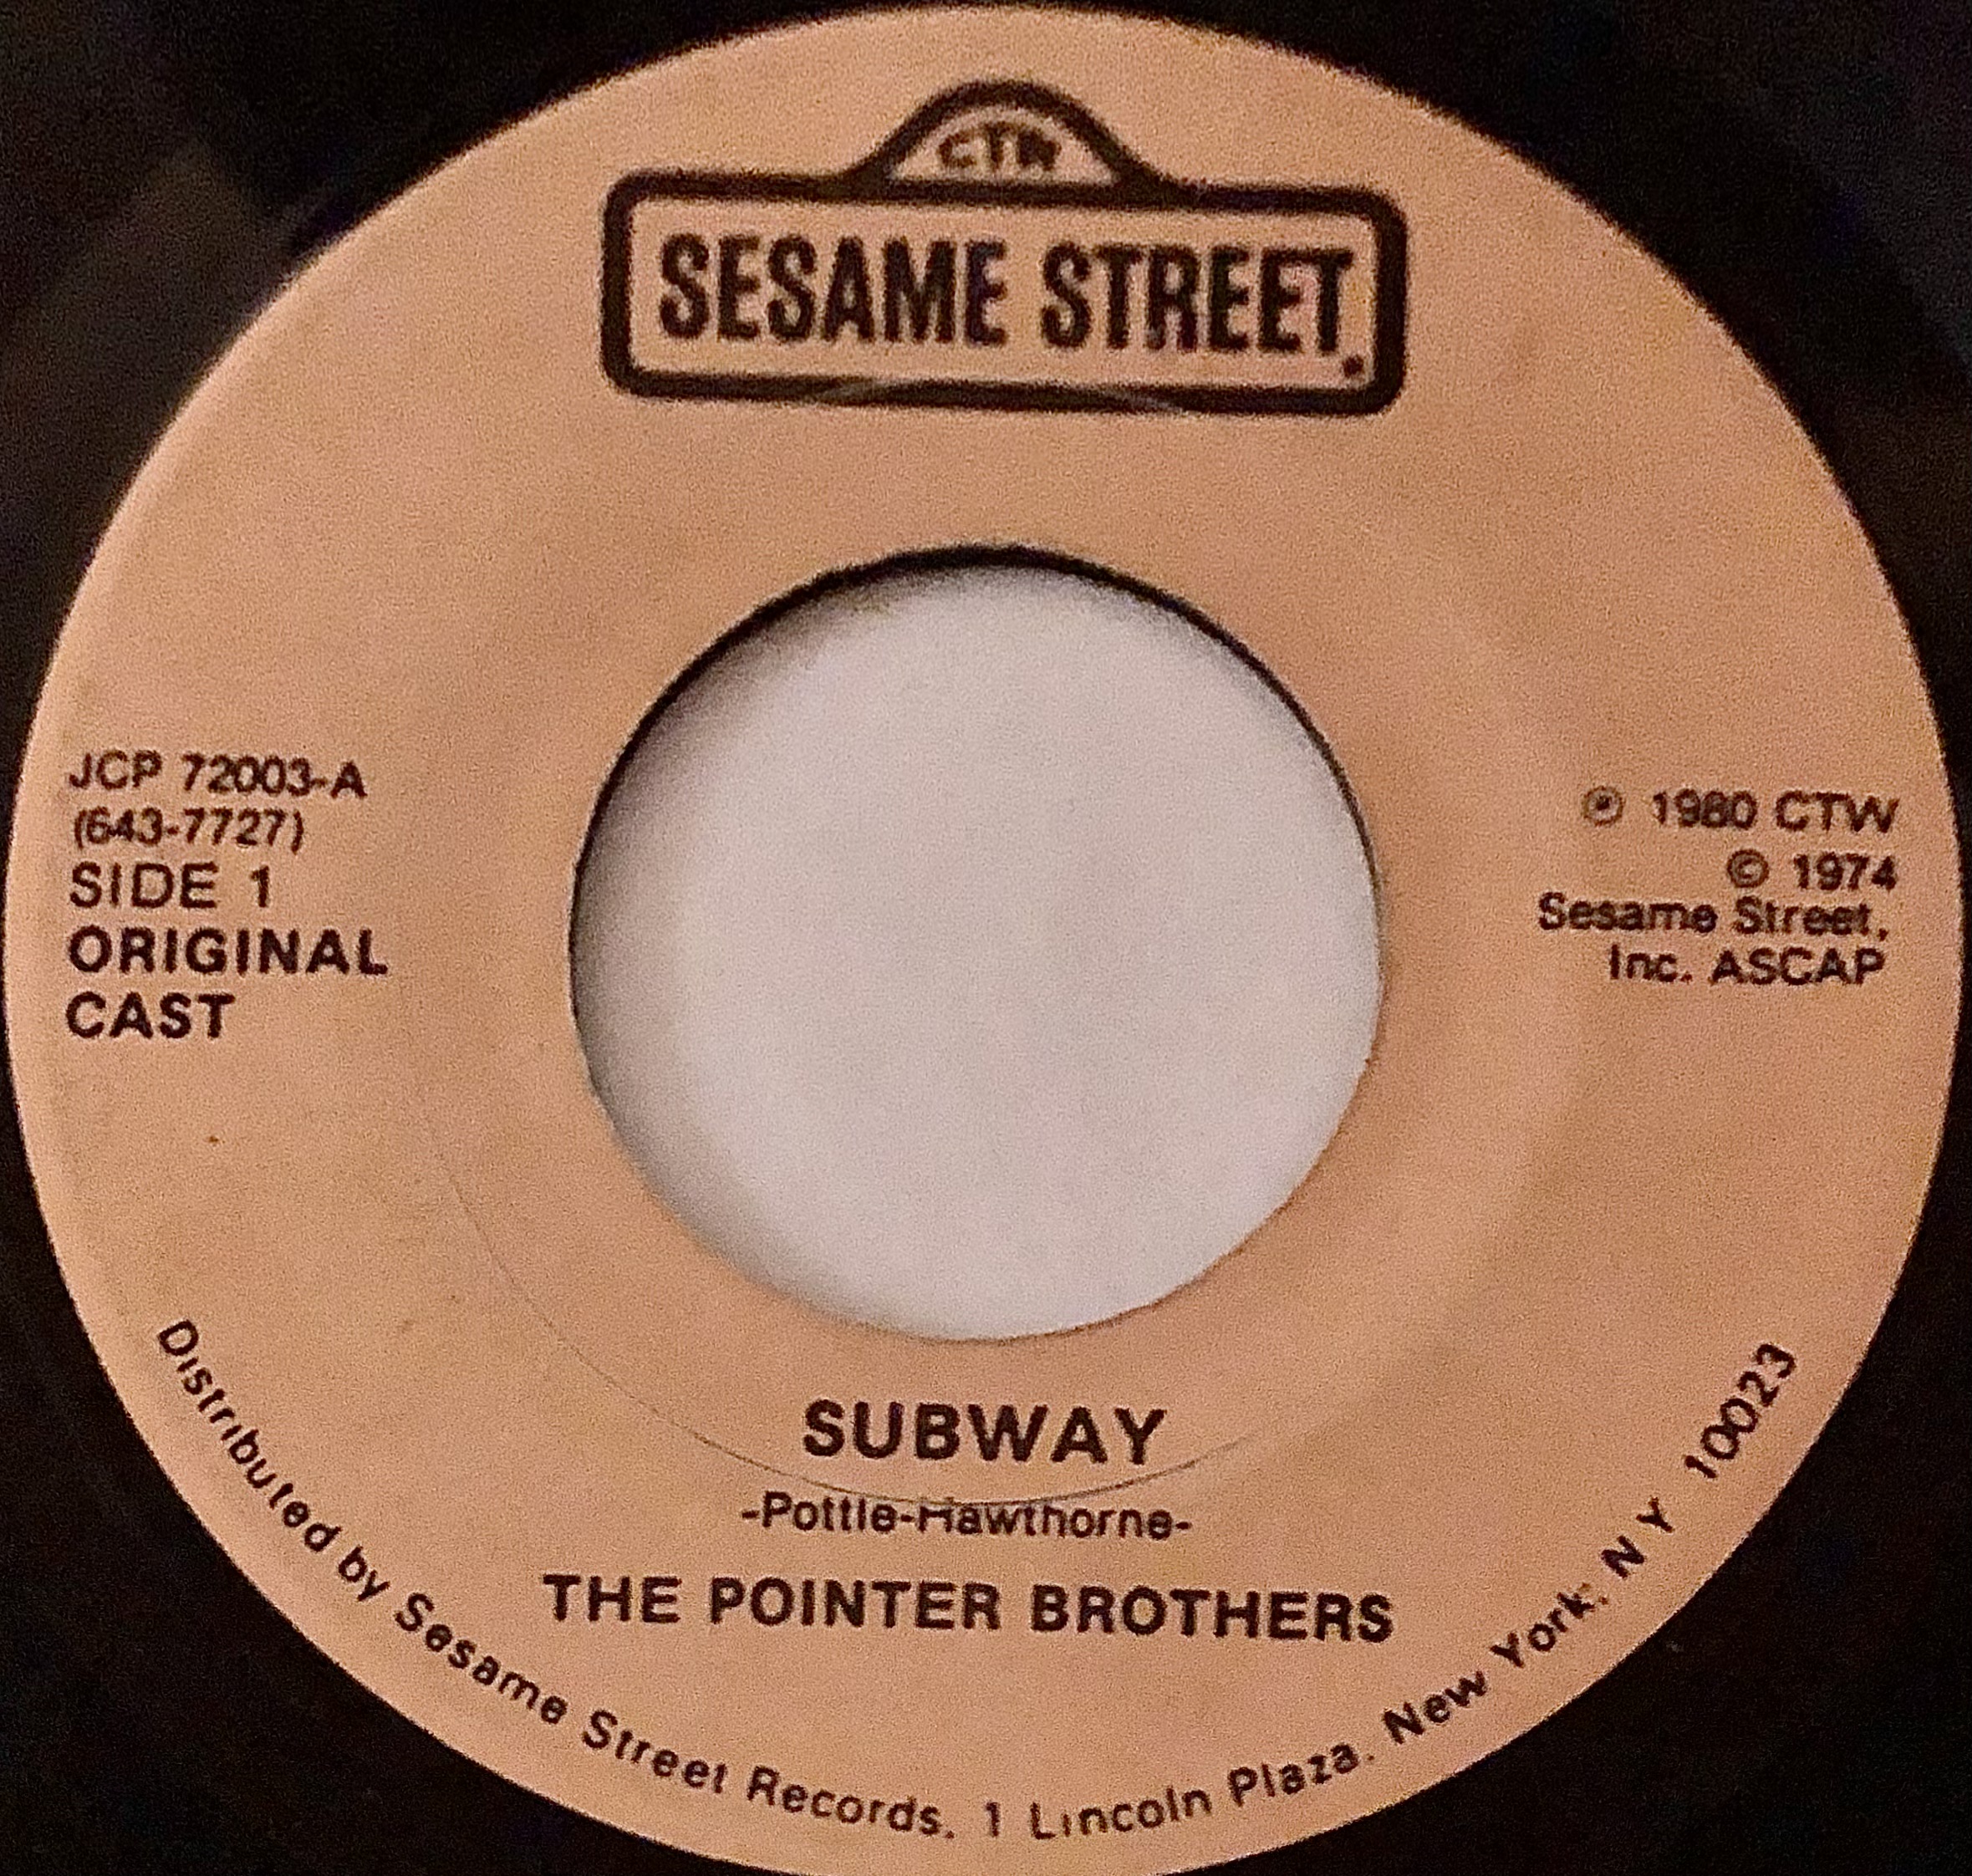 CTW
SESAME STREET.
JCP 72003-A
(643-7727)
SIDE 1
ORIGINAL
CAST
℗ 1980 CTW
© 1974
Sesame Street,
Inc. ASCAP
SUBWAY
-Pottle-Hawthorne-
THE POINTER BROTHERS
Distributed by Sesame Street Records, 1 Lincoln Plaza, New York, N Y 10023